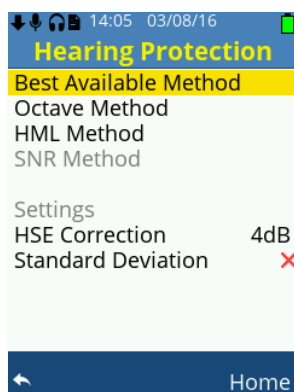 14:05 03/08/16
Hearing Protection
Best Available Method
Octave Method
HML Method
SNR Method
Settings
HSE Correction 4dB
Standard Deviation
Home